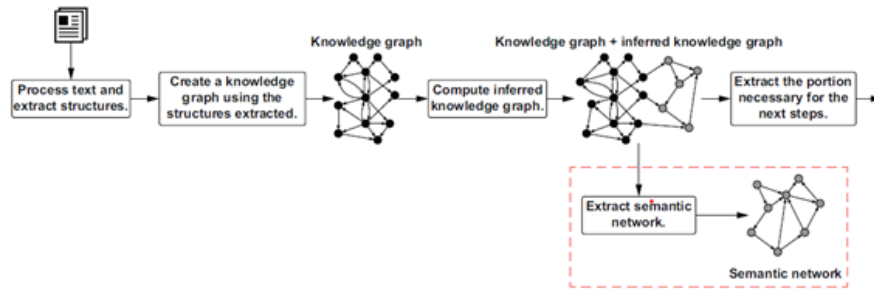 Knowledge graph
Knowledge graph + inferred knowledge graph
Process text and
extract structures.
Create a knowledge
graph using the
structures extracted.
Compute inferred
knowledge graph.
Extract the portion
necessary for the
next steps.
Extract semantic
network.
Semantic network